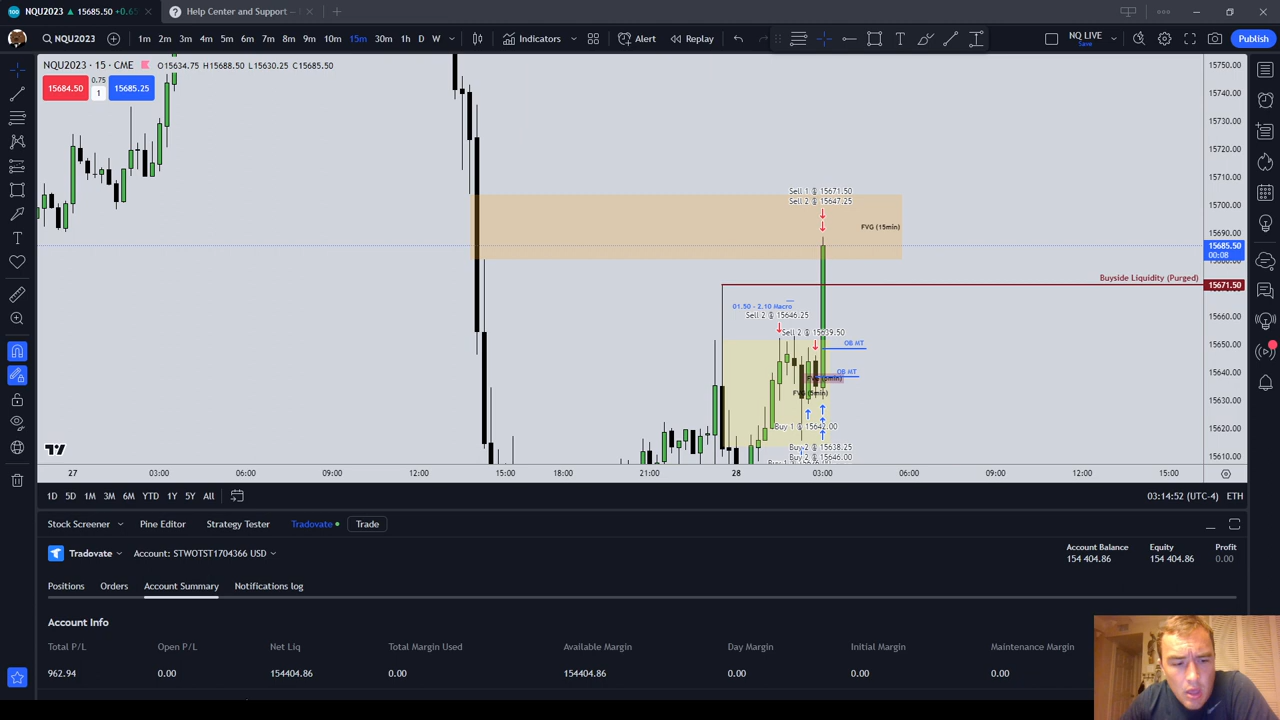 NQU2023 ▲ 15685.50 +0.6
Help Center and Support –
NQU2023
1m 2m 3m 4m 5m 6m 7m 8m 9m 10m 15m 30m 1h D W
Indicators
Alert
Replay
NQ LIVE
Save
Publish
NQU2023 · 15 · CME
O15634.75 H15688.50 L15630.25 C15685.50
15684.50
0.75
1
15685.25
15750.00
15740.00
15730.00
15720.00
15710.00
15700.00
15690.00
15685.50
00:08
15671.50
15660.00
15650.00
15640.00
15630.00
15620.00
15610.00
Sell 1 @ 15671.50
Sell 2 @ 15647.25
FVG (15min)
Buyside Liquidity (Purged)
01.50 - 2.10 Macro
Sell 2 @ 15646.25
Sell 2 @ 15639.50
OB MT
OB MT
Buy 1 @ 15642.00
Buy 2 @ 15638.25
Buy 2 @ 15646.00
27 03:00 06:00 09:00 12:00 15:00 18:00 21:00 28 03:00 06:00 09:00 12:00 15:00
1D 5D 1M 3M 6M YTD 1Y 5Y All
03:14:52 (UTC-4) ETH
Stock Screener Pine Editor Strategy Tester Tradovate Trade
Tradovate Account: STWOTST1704366 USD
Account Balance Equity Profit
154 404.86 154 404.86 0.00
Positions Orders Account Summary Notifications log
Account Info
Total P/L Open P/L Net Liq Total Margin Used Available Margin Day Margin Initial Margin Maintenance Margin
962.94 0.00 154404.86 0.00 154404.86 0.00 0.00 0.00